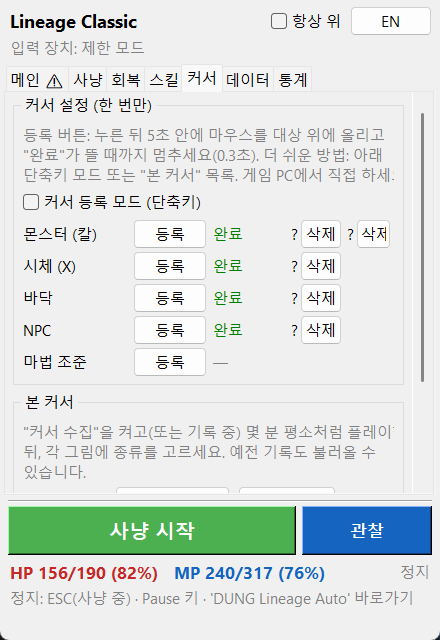 Lineage Classic
항상 위
EN
입력 장치: 제한 모드
메인 ⚠ 사냥 회복 스킬 커서 데이터 통계
커서 설정 (한 번만)
등록 버튼: 누른 뒤 5초 안에 마우스를 대상 위에 올리고
"완료"가 뜰 때까지 멈추세요(0.3초). 더 쉬운 방법: 아래
단축키 모드 또는 "본 커서" 목록. 게임 PC에서 직접 하세
커서 등록 모드 (단축키)
몬스터 (칼) 등록 완료 ? 삭제 ? 삭제
시체 (X) 등록 완료 ? 삭제
바닥 등록 완료 ? 삭제
NPC 등록 완료 ? 삭제
마법 조준 등록 —
본 커서
"커서 수집"을 켜고(또는 기록 중) 몇 분 평소처럼 플레이
뒤, 각 그림에 종류를 고르세요. 예전 기록도 불러올 수
있습니다.
사냥 시작
관찰
HP 156/190 (82%) MP 240/317 (76%) 정지
정지: ESC(사냥 중) · Pause 키 · 'DUNG Lineage Auto' 바로가기